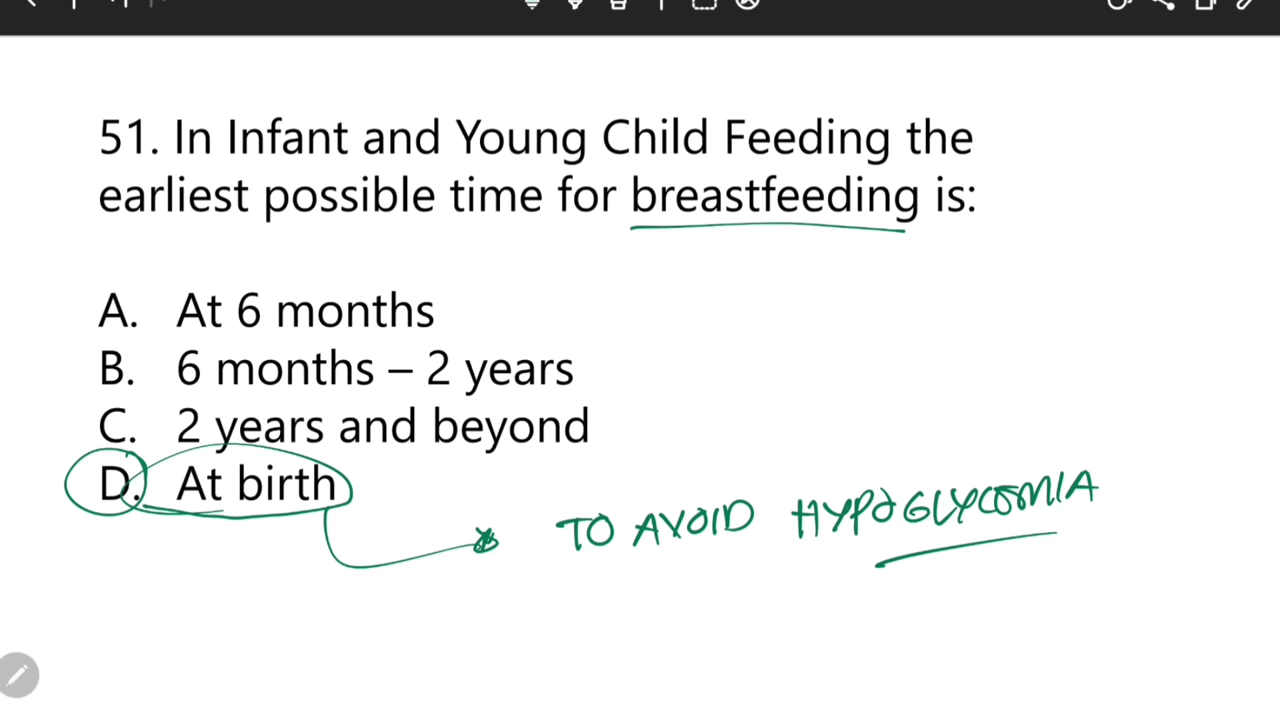 51. In Infant and Young Child Feeding the
earliest possible time for breastfeeding is:
A. At 6 months
B. 6 months – 2 years
C. 2 years and beyond
D. At birth
TO AVOID HYPOGLYCEMIA